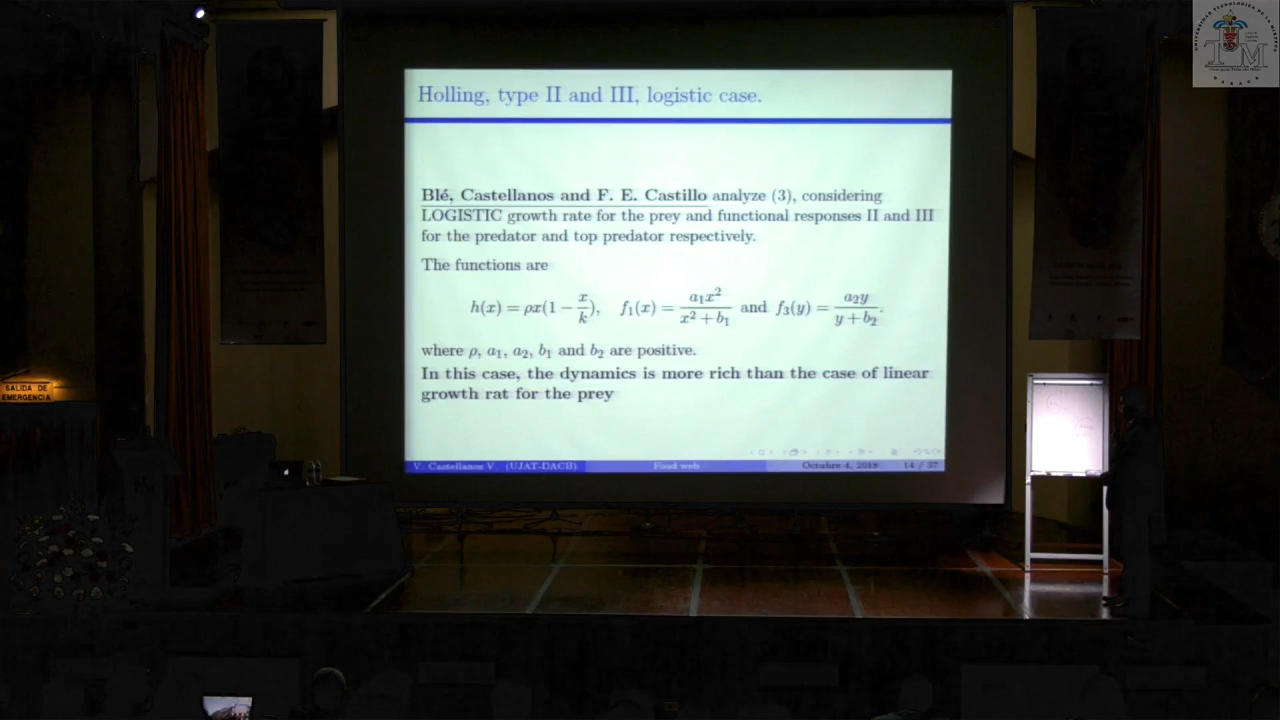 Holling, type II and III, logistic case.
Blé, Castellanos and F. E. Castillo analyze (3), considering
LOGISTIC growth rate for the prey and functional responses II and III
for the predator and top predator respectively.
The functions are
h(x) = ρx(1 − x/k), f₁(x) = a₁x²/(x² + b₁) and f₃(y) = a₂y/(y + b₂).
where ρ, a₁, a₂, b₁ and b₂ are positive.
In this case, the dynamics is more rich than the case of linear
growth rat for the prey
V. Castellanos V. (UJAT-DACB) Food web Octubre 4, 2018 14 / 37
SALIDA DE
EMERGENCIA